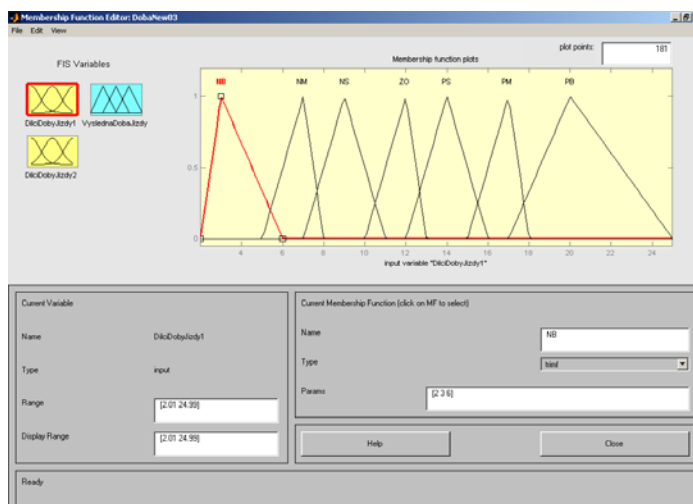 Membership Function Editor: DobaNew03
File Edit View
FIS Variables
DilciDobyJizdy1 VyslednaDobaJizdy
DilciDobyJizdy2
Membership function plots
plot points:
181
NB NM NS ZO PS PM PB
1
0.5
0
4 6 8 10 12 14 16 18 20 22 24
input variable "DilciDobyJizdy1"
Current Variable
Name DilciDobyJizdy1
Type input
Range [2.01 24.99]
Display Range [2.01 24.99]
Current Membership Function (click on MF to select)
Name NB
Type trimf
Params [2 3 6]
Help Close
Ready